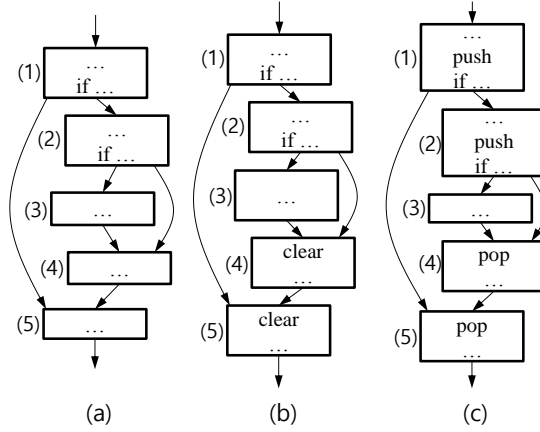 (1)
…
if …
(2)
…
if …
(3)
…
(4)
…
(5)
…
(a)
(1)
…
if …
(2)
…
if …
(3)
…
(4)
clear
…
(5)
clear
…
(b)
(1)
…
push
if …
(2)
…
push
if …
(3)
…
(4)
pop
…
(5)
pop
…
(c)